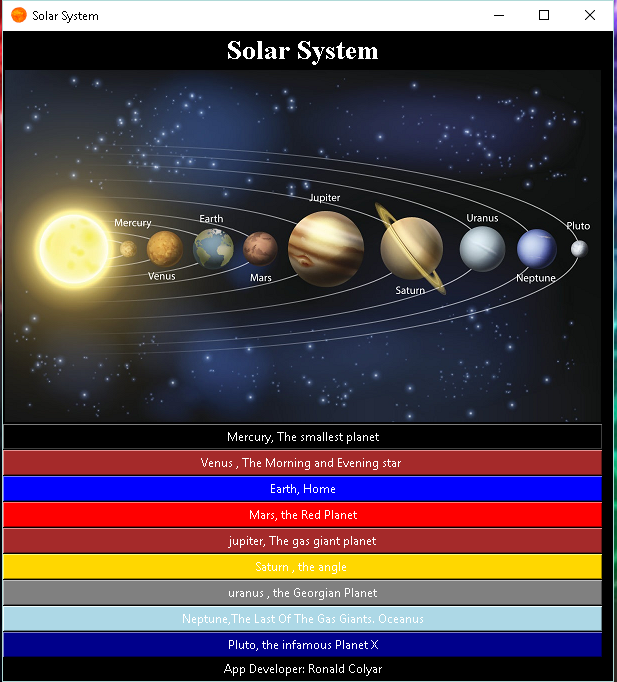 Solar System
Solar System
Jupiter
Mercury
Earth
Uranus
Pluto
Venus
Mars
Saturn
Neptune
Mercury, The smallest planet
Venus , The Morning and Evening star
Earth, Home
Mars, the Red Planet
jupiter, The gas giant planet
Saturn , the angle
uranus , the Georgian Planet
Neptune,The Last Of The Gas Giants. Oceanus
Pluto, the infamous Planet X
App Developer: Ronald Colyar